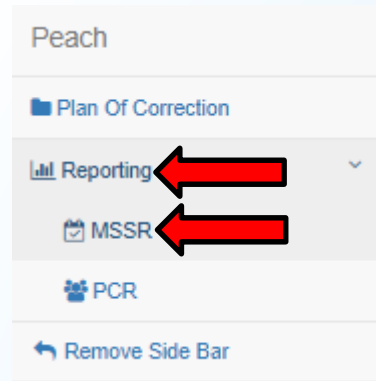 Peach
Plan Of Correction
Reporting
MSSR
PCR
Remove Side Bar